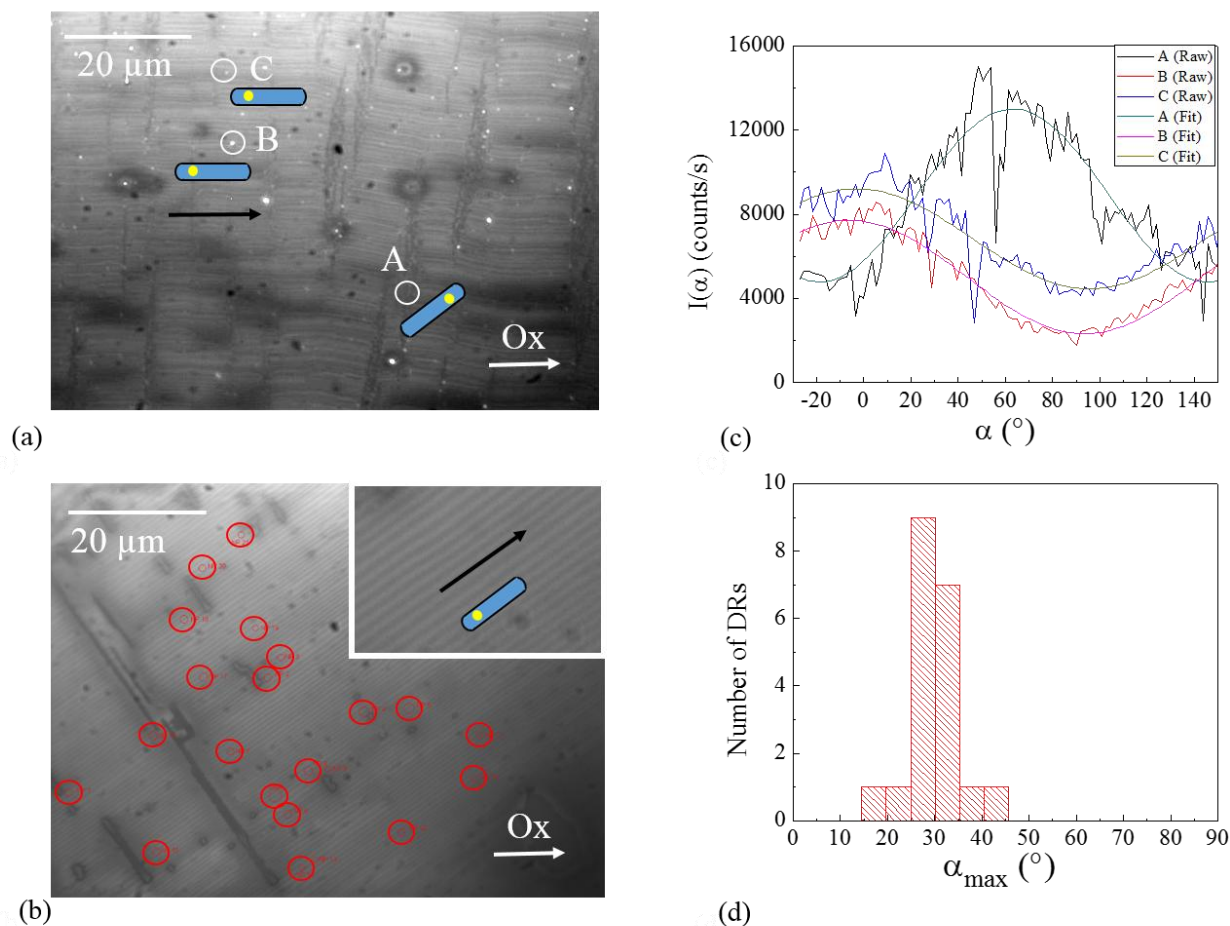 20 µm
C
B
A
Ox
(a)
16000
12000
8000
4000
0
I(α) (counts/s)
-20 0 20 40 60 80 100 120 140
α (°)
A (Raw)
B (Raw)
C (Raw)
A (Fit)
B (Fit)
C (Fit)
(c)
20 µm
Ox
(b)
10
8
6
4
2
0
Number of DRs
0 10 20 30 40 50 60 70 80 90
αmax (°)
(d)